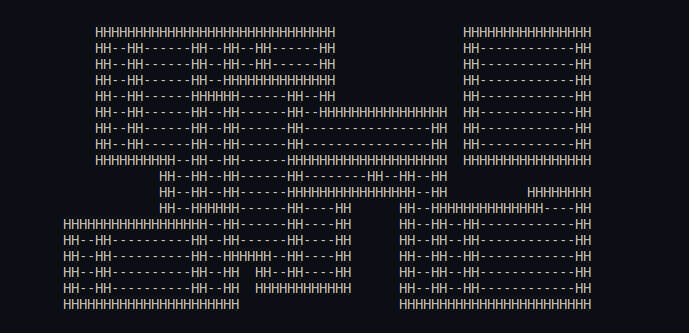 HHHHHHHHHHHHHHHHHHHHHHHHHHHHHH                HHHHHHHHHHHHHHHH
    HH--HH------HH--HH--HH------HH                HH------------HH
    HH--HH------HH--HH--HH------HH                HH------------HH
    HH--HH------HH--HHHHHHHHHHHHHH                HH------------HH
    HH--HH------HHHHHH------HH--HH                HH------------HH
    HH--HH------HH--HH------HH--HHHHHHHHHHHHHHHH  HH------------HH
    HH--HH------HH--HH------HH----------------HH  HH------------HH
    HH--HH------HH--HH------HH----------------HH  HH------------HH
    HHHHHHHHHH--HH--HH------HHHHHHHHHHHHHHHHHHHH  HHHHHHHHHHHHHHHH
            HH--HH--HH------HH--------HH--HH--HH
            HH--HH--HH------HHHHHHHHHHHHHHHH--HH          HHHHHHHH
            HH--HHHHHH------HH----HH      HH--HHHHHHHHHHHHHH----HH
HHHHHHHHHHHHHHHHHH--HH------HH----HH      HH--HH--HH------------HH
HH--HH----------HH--HH------HH----HH      HH--HH--HH------------HH
HH--HH----------HH--HHHHHH--HH----HH      HH--HH--HH------------HH
HH--HH----------HH--HH  HH--HH----HH      HH--HH--HH------------HH
HH--HH----------HH--HH  HHHHHHHHHHHH      HH--HH--HH------------HH
HHHHHHHHHHHHHHHHHHHHHH                    HHHHHHHHHHHHHHHHHHHHHHHH